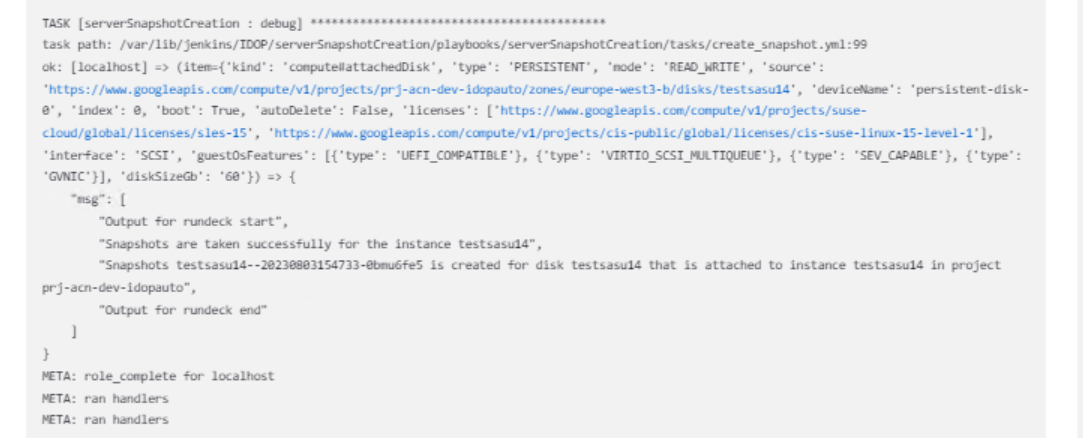 TASK [serverSnapshotCreation : debug] *******************************************
task path: /var/lib/jenkins/IDOP/serverSnapshotCreation/playbooks/serverSnapshotCreation/tasks/create_snapshot.yml:99
ok: [localhost] => (item={'kind': 'compute#attachedDisk', 'type': 'PERSISTENT', 'mode': 'READ_WRITE', 'source':
'https://www.googleapis.com/compute/v1/projects/prj-acn-dev-idopauto/zones/europe-west3-b/disks/testsasu14', 'deviceName': 'persistent-disk-
0', 'index': 0, 'boot': True, 'autoDelete': False, 'licenses': ['https://www.googleapis.com/compute/v1/projects/suse-
cloud/global/licenses/sles-15', 'https://www.googleapis.com/compute/v1/projects/cis-public/global/licenses/cis-suse-linux-15-level-1'],
'interface': 'SCSI', 'guestOsFeatures': [{'type': 'UEFI_COMPATIBLE'}, {'type': 'VIRTIO_SCSI_MULTIQUEUE'}, {'type': 'SEV_CAPABLE'}, {'type':
'GVNIC'}], 'diskSizeGb': '60'}) => {
    "msg": [
        "Output for rundeck start",
        "Snapshots are taken successfully for the instance testsasu14",
        "Snapshots testsasu14--20230803154733-0bmu6fe5 is created for disk testsasu14 that is attached to instance testsasu14 in project
prj-acn-dev-idopauto",
        "Output for rundeck end"
    ]
}
META: role_complete for localhost
META: ran handlers
META: ran handlers